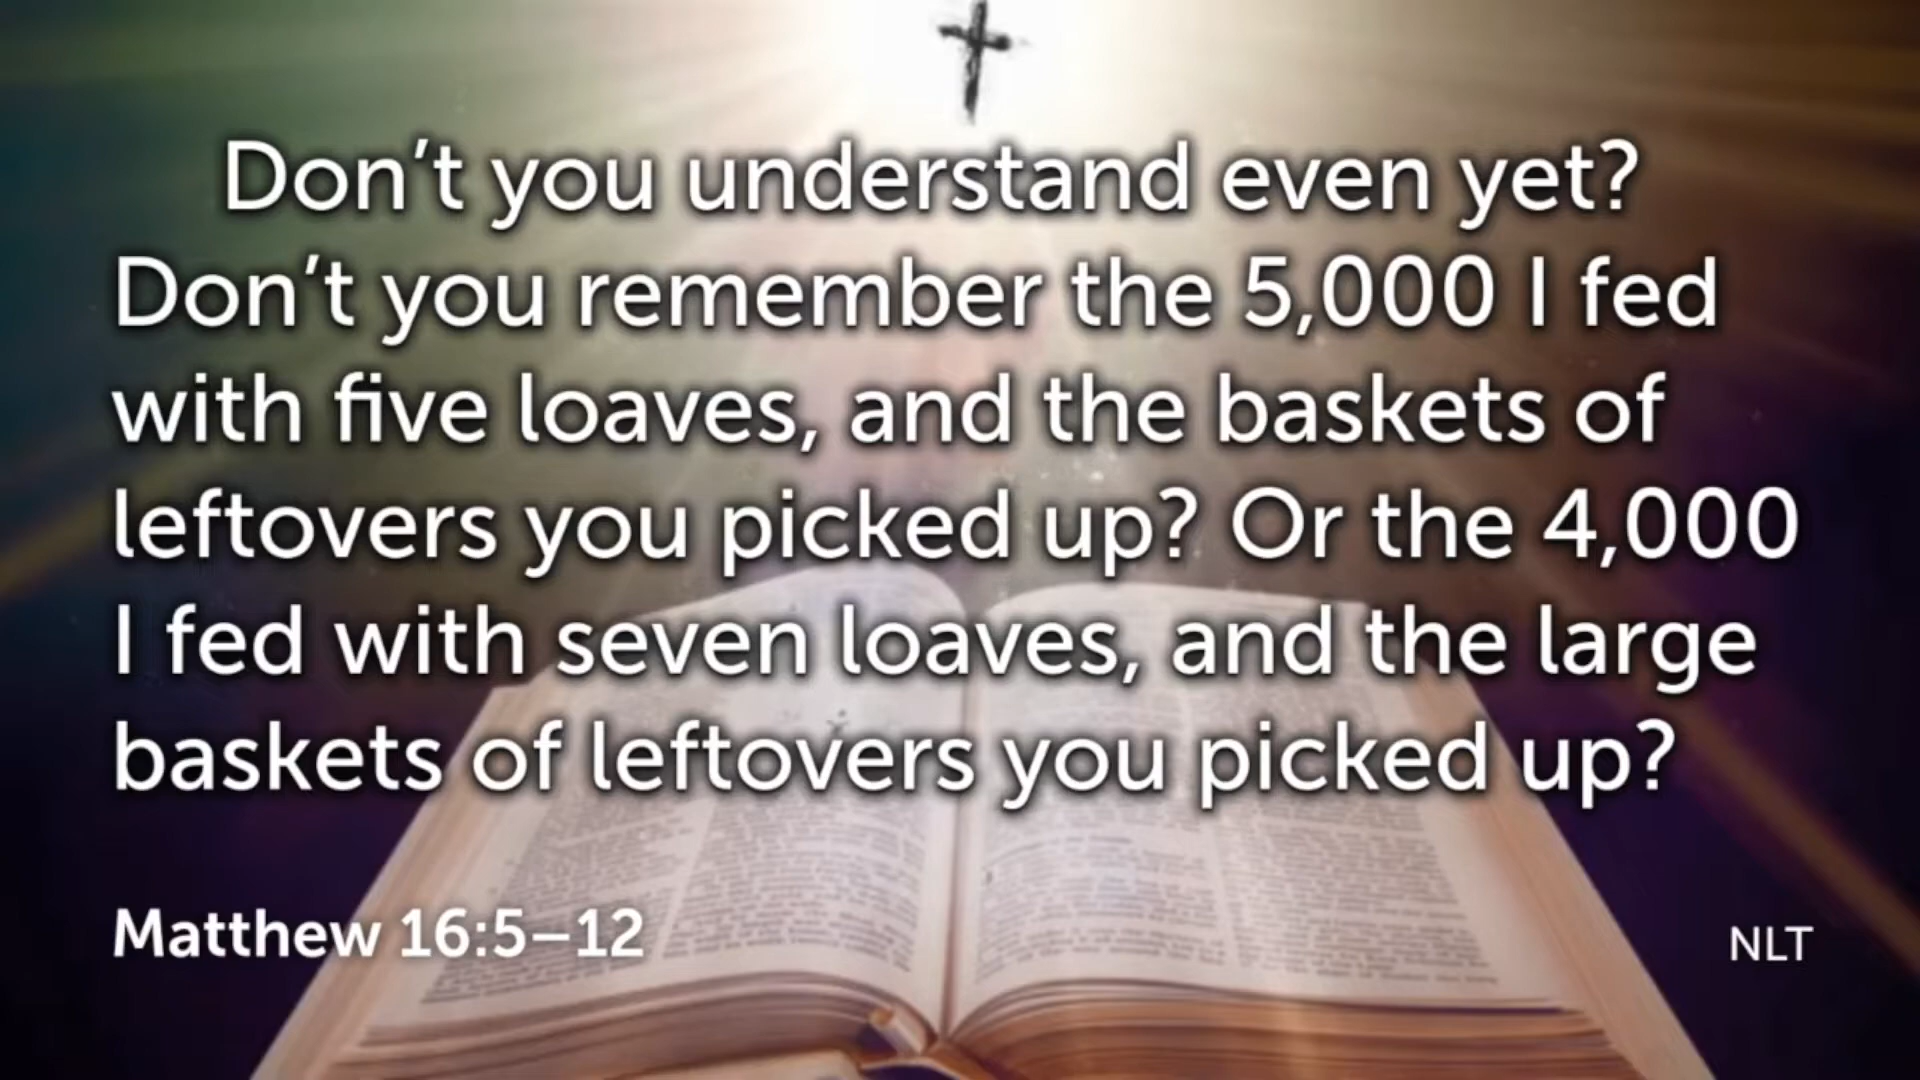 Don’t you understand even yet?
Don’t you remember the 5,000 I fed
with five loaves, and the baskets of
leftovers you picked up? Or the 4,000
I fed with seven loaves, and the large
baskets of leftovers you picked up?
Matthew 16:5–12
NLT